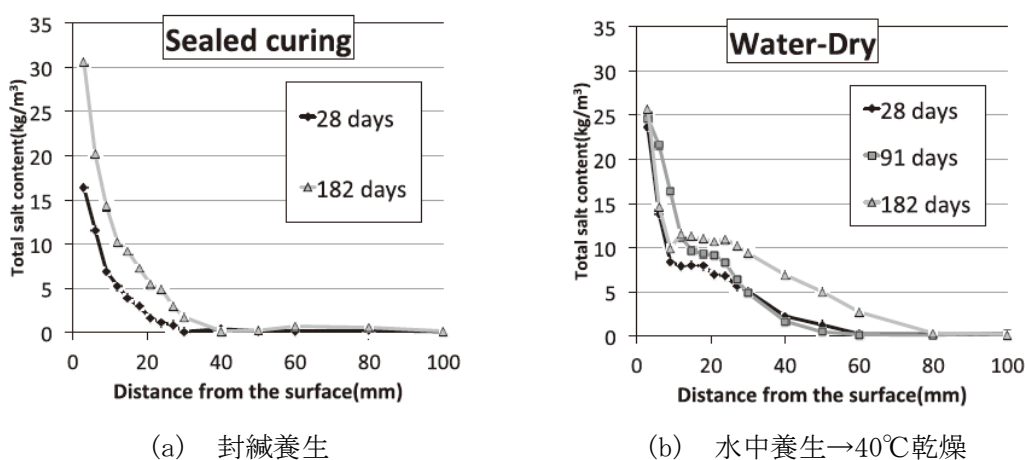 Sealed curing
35
30
25
20
15
10
5
0
Total salt content(kg/m³)
28 days
182 days
0 20 40 60 80 100
Distance from the surface(mm)
(a) 封緘養生
Water-Dry
35
30
25
20
15
10
5
0
Total salt content(kg/m³)
28 days
91 days
182 days
0 20 40 60 80 100
Distance from the surface(mm)
(b) 水中養生→40℃乾燥